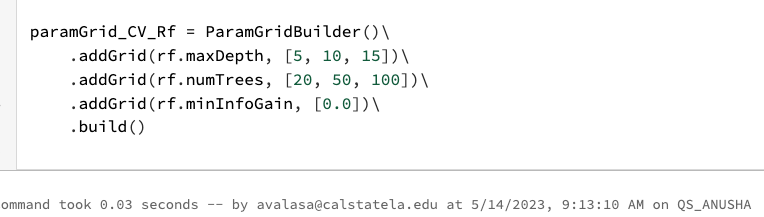 paramGrid_CV_Rf = ParamGridBuilder()\
.addGrid(rf.maxDepth, [5, 10, 15])\
.addGrid(rf.numTrees, [20, 50, 100])\
.addGrid(rf.minInfoGain, [0.0])\
.build()
ommand took 0.03 seconds -- by avalasa@calstatela.edu at 5/14/2023, 9:13:10 AM on QS_ANUSHA